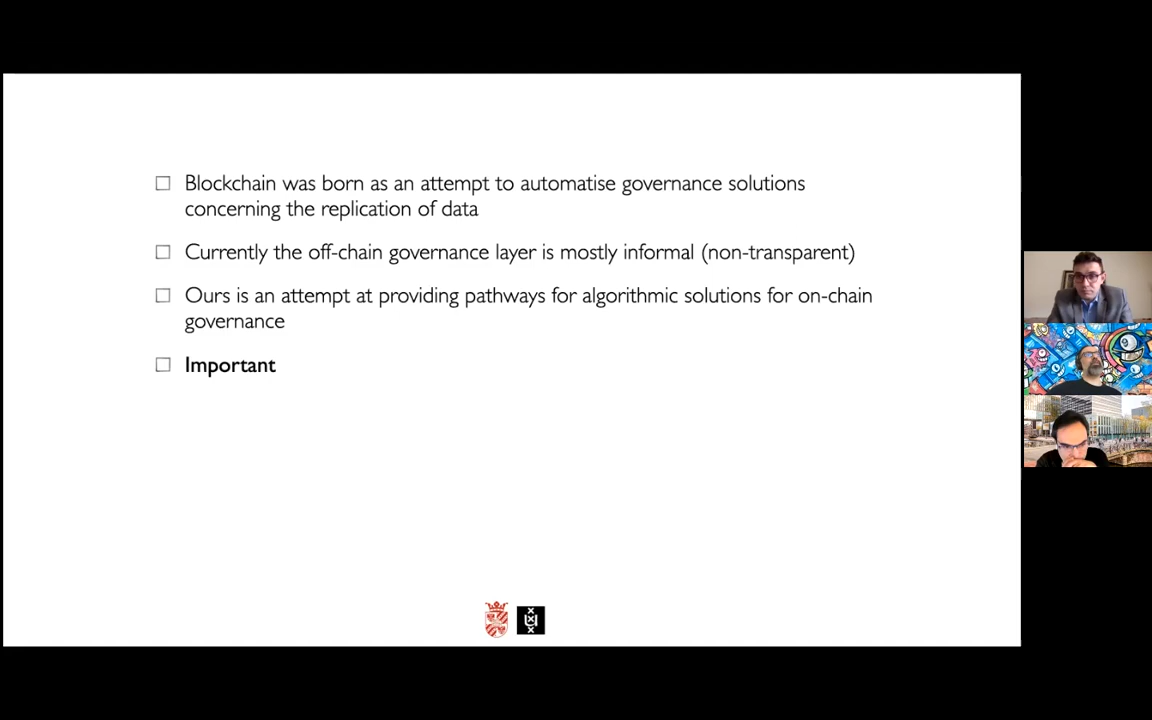 Blockchain was born as an attempt to automatise governance solutions
concerning the replication of data
Currently the off-chain governance layer is mostly informal (non-transparent)
Ours is an attempt at providing pathways for algorithmic solutions for on-chain
governance
Important